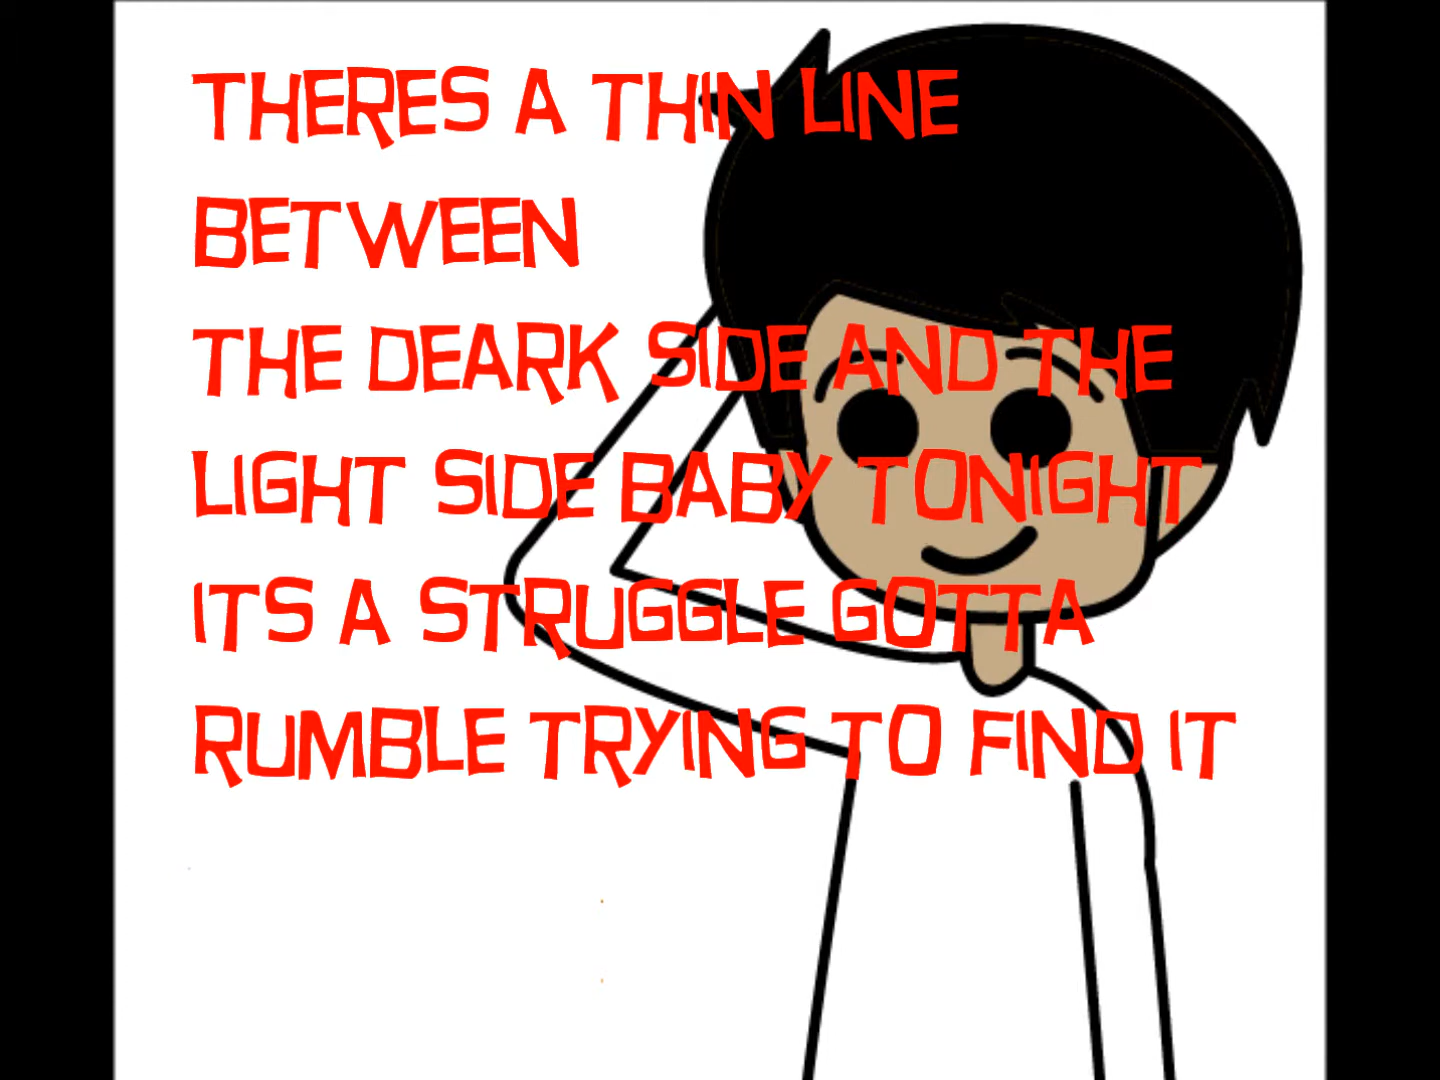 THERES A THIN LINE
BETWEEN
THE DEARK SIDE AND THE
LIGHT SIDE BABY TONIGHT
ITS A STRUGGLE GOTTA
RUMBLE TRYING TO FIND IT